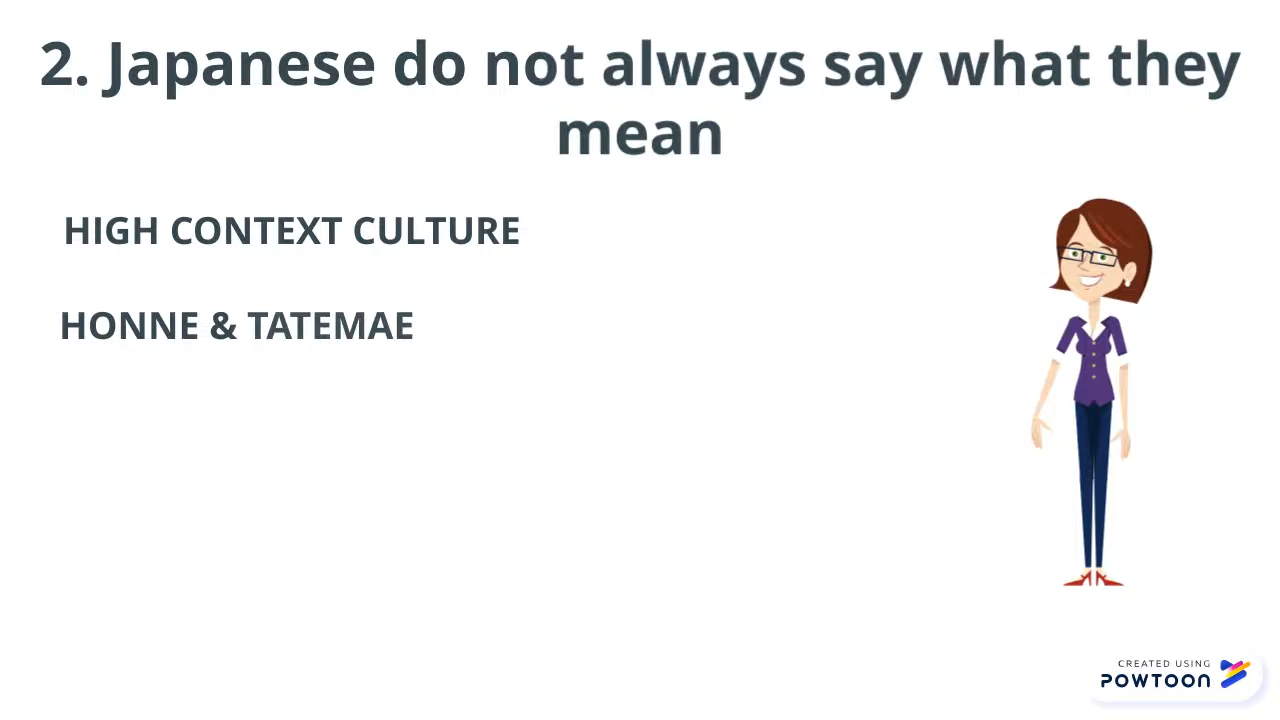 2. Japanese do not always say what they
mean
HIGH CONTEXT CULTURE
HONNE & TATEMAE
CREATED USING
POWTOON